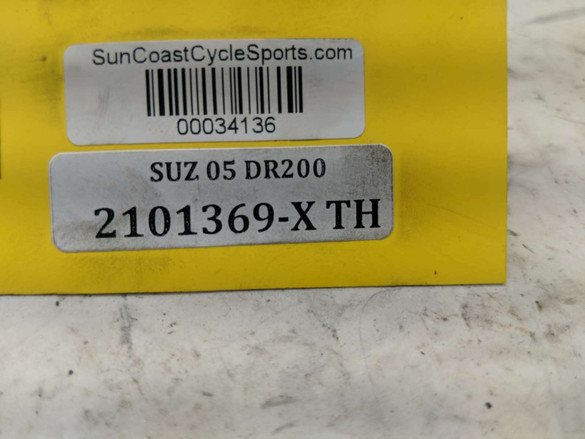 SunCoastCycleSports.com
00034136
SUZ 05 DR200
2101369-X TH